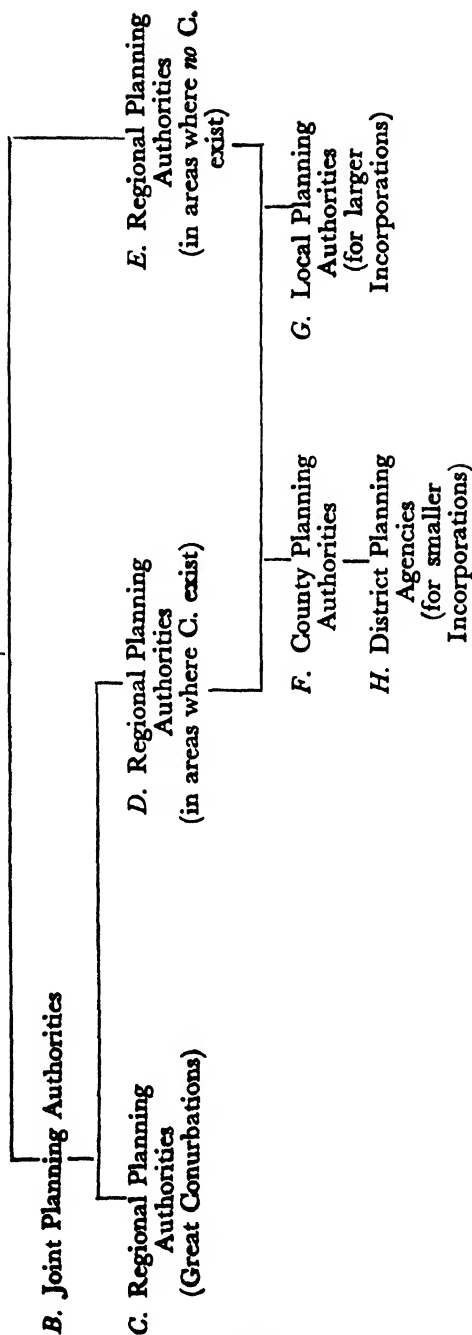 B. Joint Planning Authorities
C. Regional Planning
Authorities
(Great Conurbations)
D. Regional Planning
Authorities
(in areas where C. exist)
E. Regional Planning
Authorities
(in areas where no C.
exist)
F. County Planning
Authorities
G. Local Planning
Authorities
(for larger
Incorporations)
H. District Planning
Agencies
(for smaller
Incorporations)